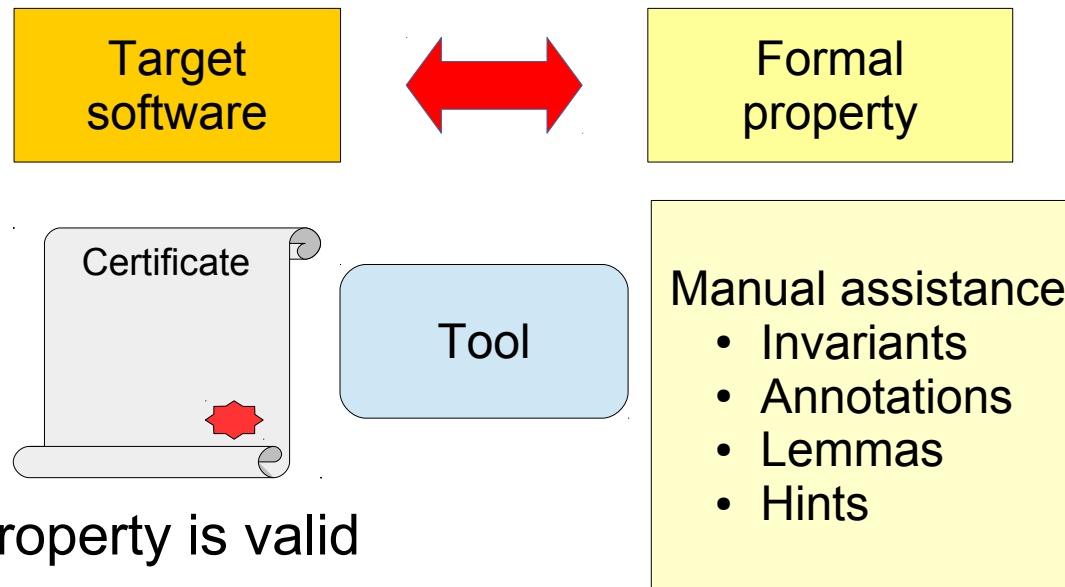 Target
software
Formal
property
Certificate
Tool
Manual assistance
• Invariants
• Annotations
• Lemmas
• Hints
roperty is valid